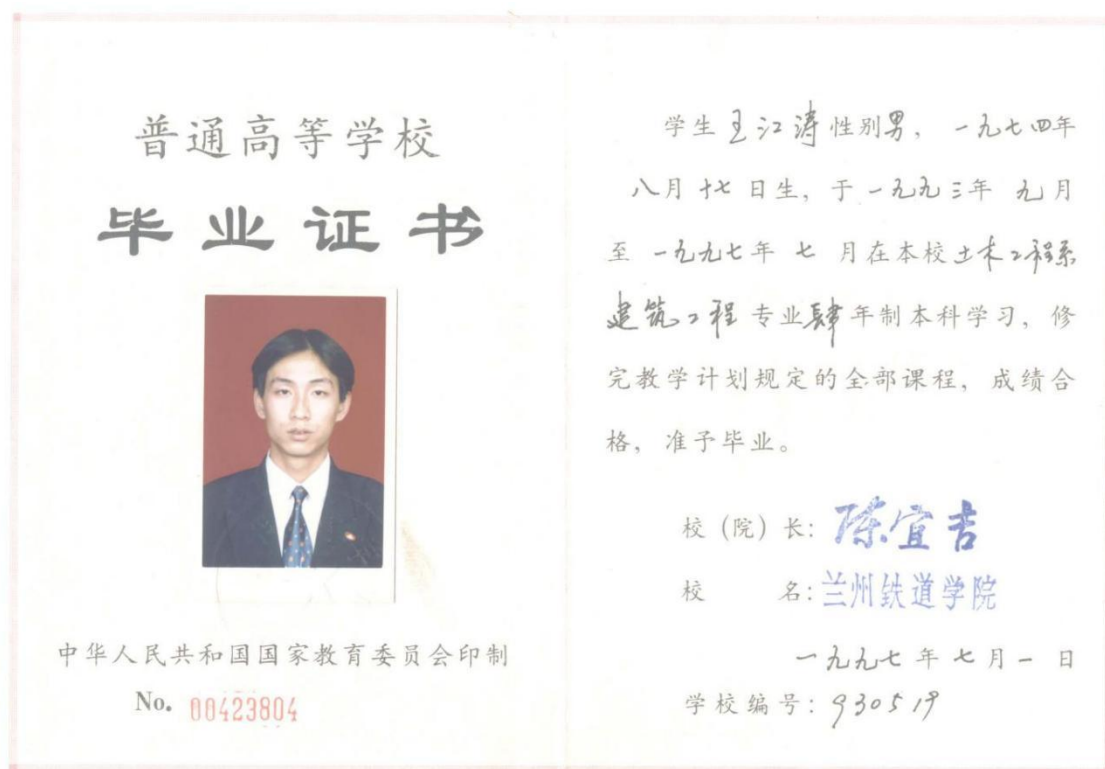 普通高等学校
毕业证书
中华人民共和国国家教育委员会印制
No. 00423804
学生王江涛性别男，一九七四年
八月十七日生，于一九九三年九月
至一九九七年七月在本校土木工程系
建筑工程专业肆年制本科学习，修
完教学计划规定的全部课程，成绩合
格，准予毕业。
校（院）长：陈宜吉
校名：兰州铁道学院
一九九七年七月一日
学校编号：930519